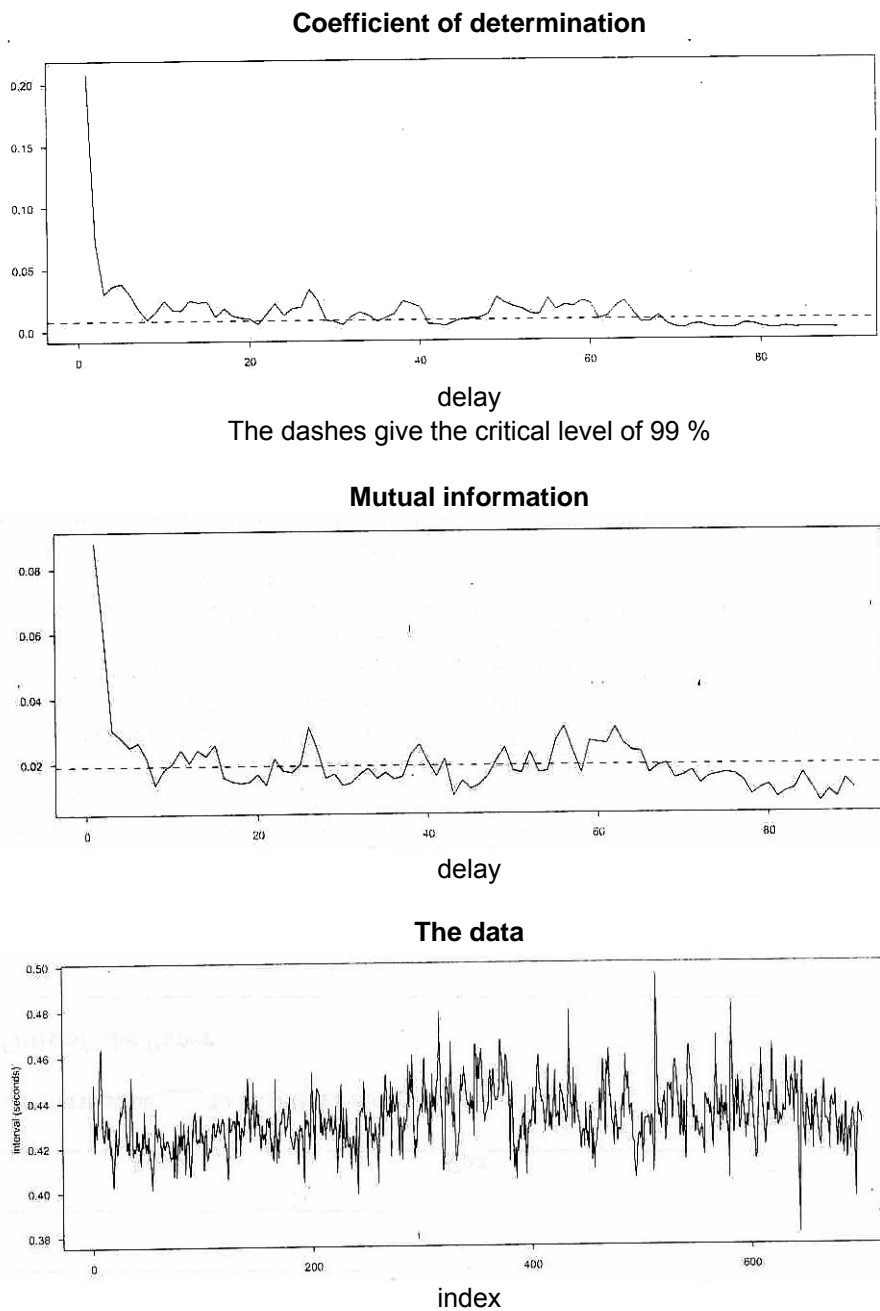 Coefficient of determination
0.20
0.15
0.10
0.05
0.0
0 20 40 60 80
delay
The dashes give the critical level of 99 %
Mutual information
0.08
0.06
0.04
0.02
0 20 40 60 80
delay
The data
0.50
0.48
0.46
0.44
0.42
0.40
0.38
interval (seconds)
0 200 400 600
index